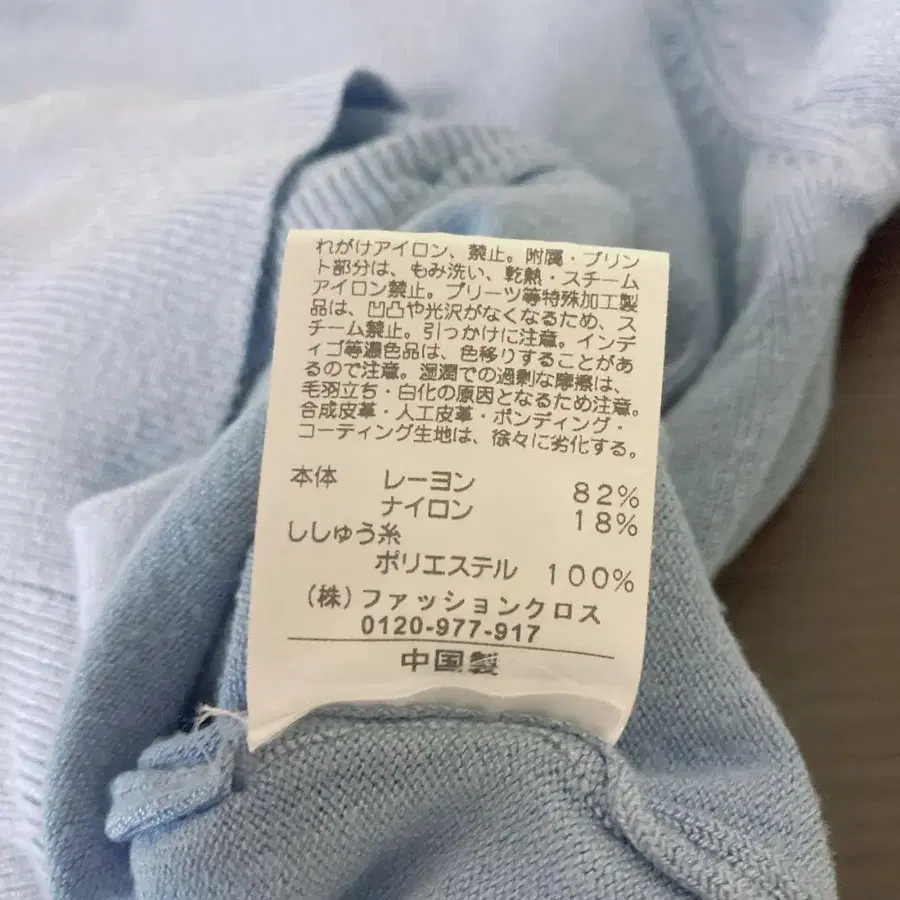 れがけアイロン、禁止。附属・プリン
ト部分は、もみ洗い、乾熱・スチーム
アイロン禁止。プリーツ等特殊加工製
品は、凹凸や光沢がなくなるため、ス
チーム禁止。引っかけに注意。インデ
ィゴ等濃色品は、色移りすることがあ
るので注意。湿潤での過剰な摩擦は、
毛羽立ち・白化の原因となるため注意。
合成皮革・人工皮革・ボンディング・
コーティング生地は、徐々に劣化する。
本体 レーヨン 82%
ナイロン 18%
ししゅう糸
ポリエステル 100%
(株)ファッションクロス
0120-977-917
中国製